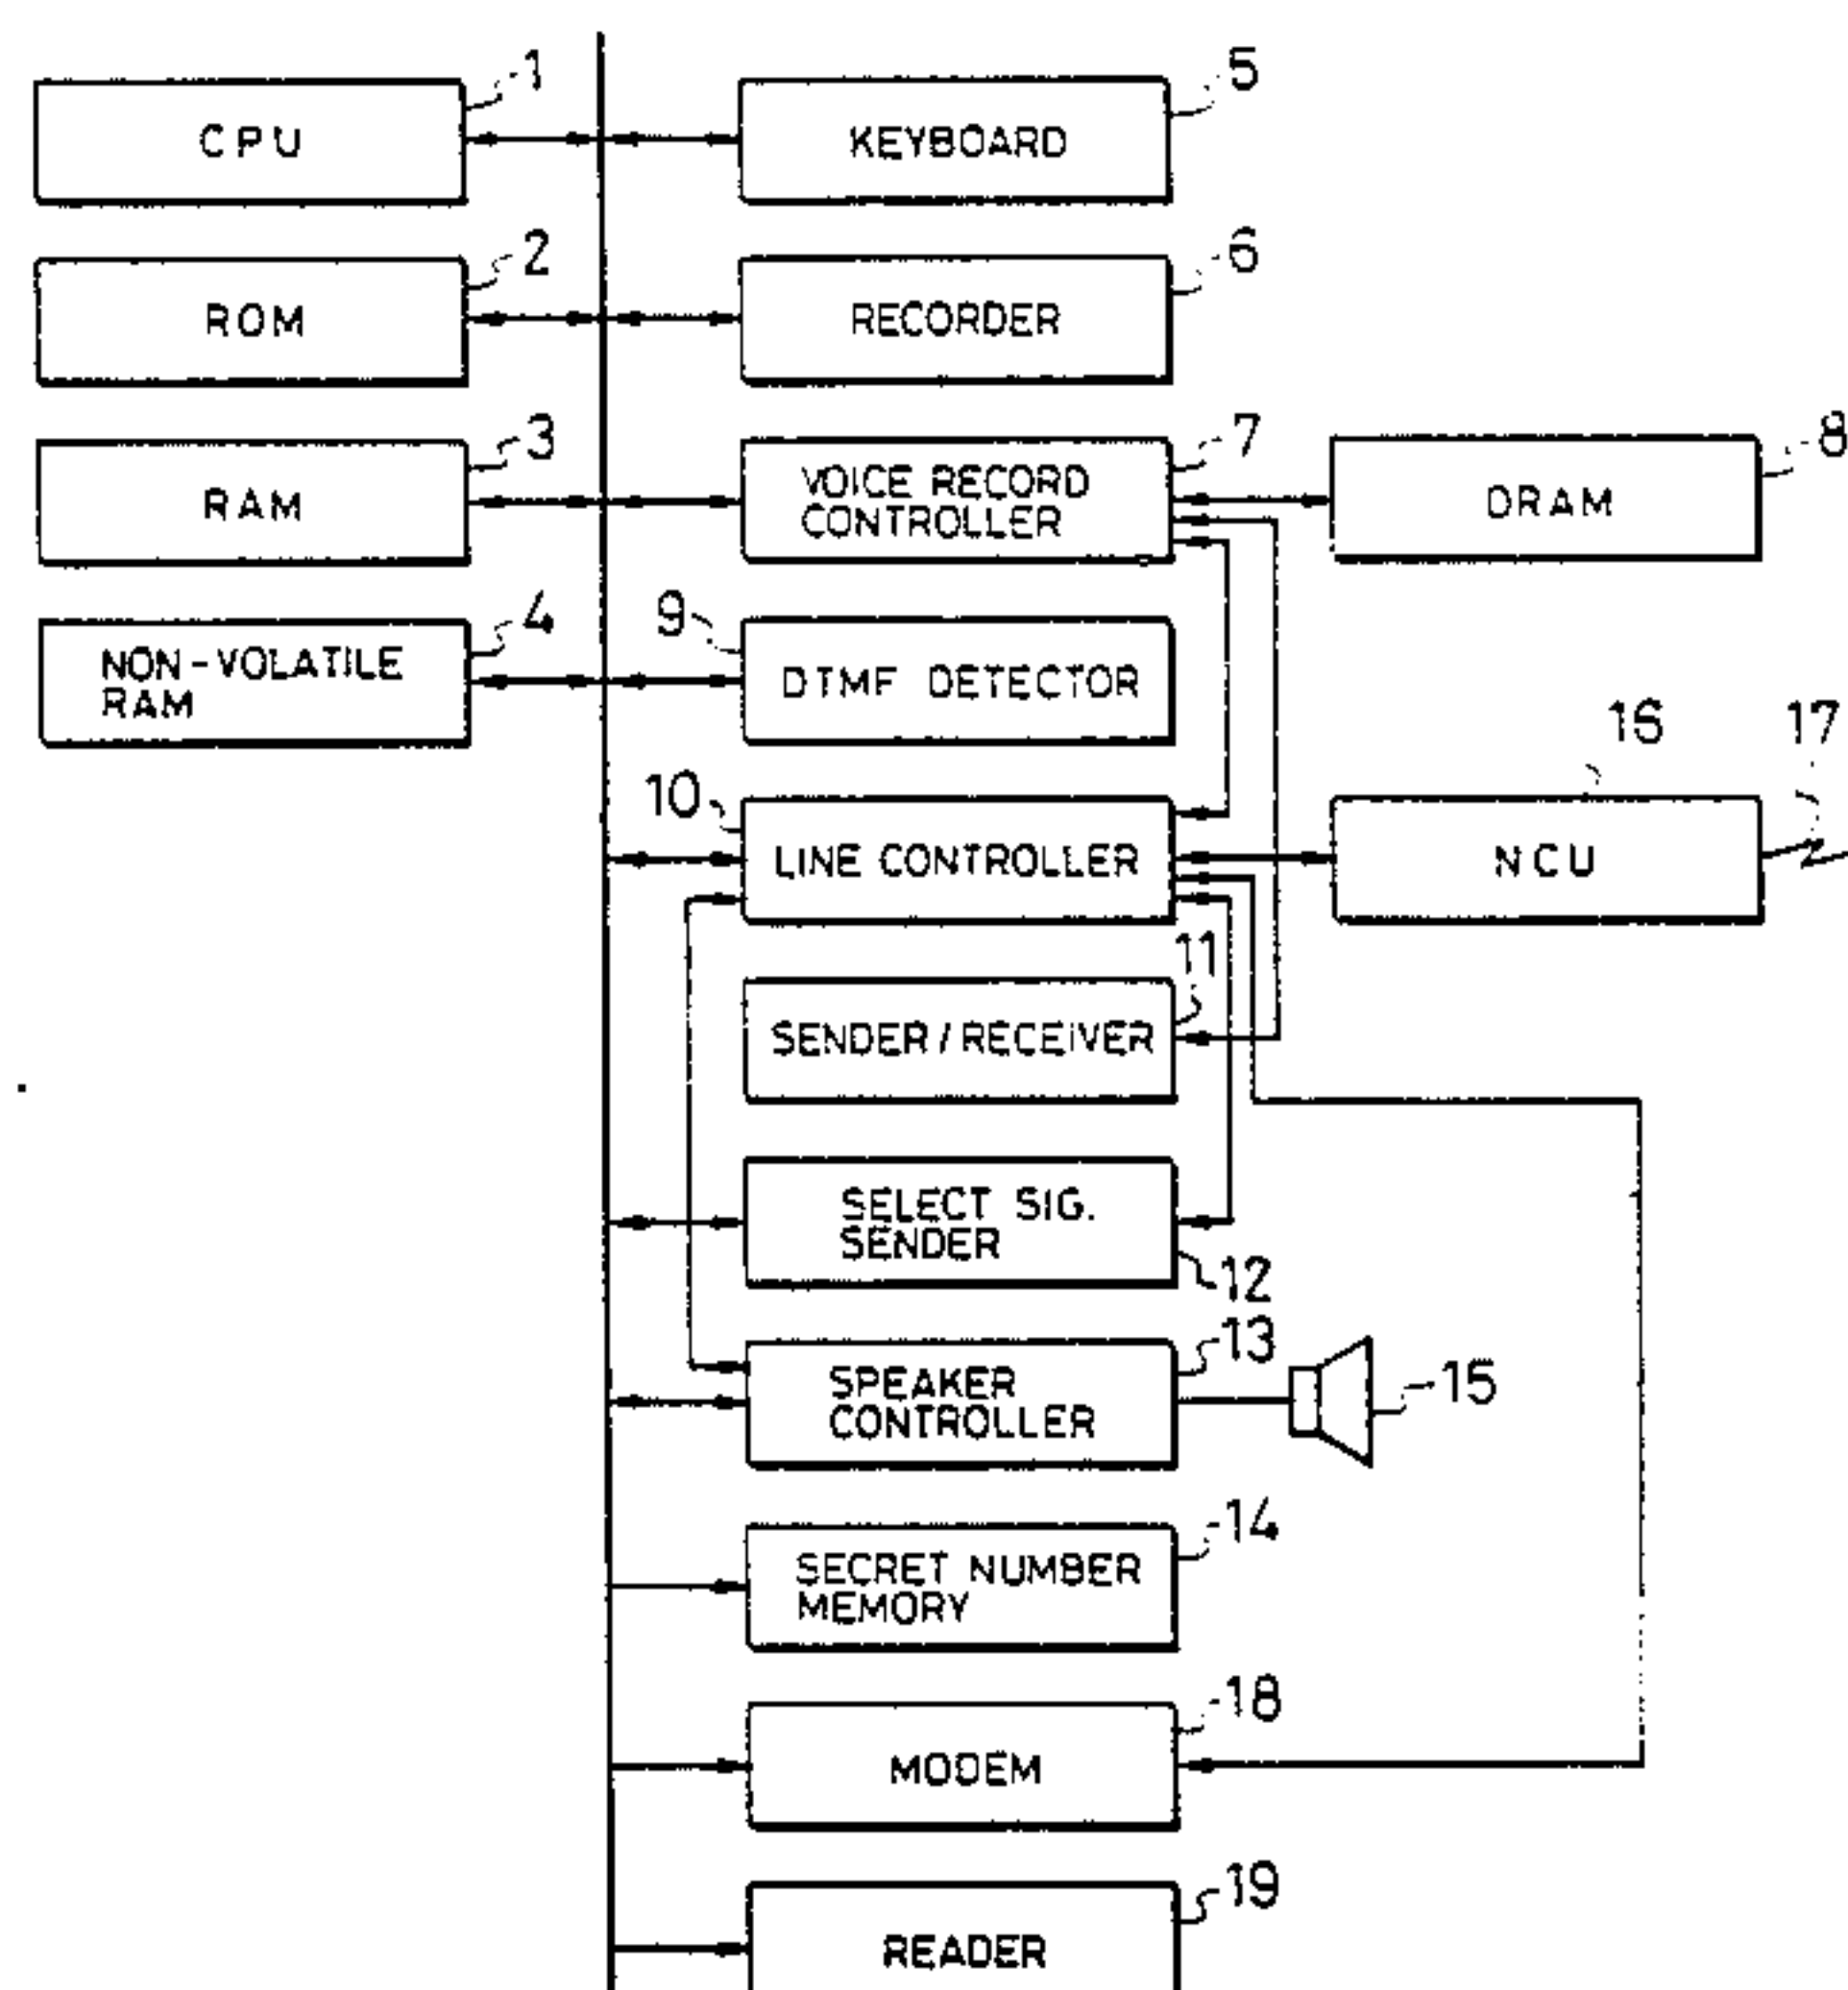 1
CPU
5
KEYBOARD
2
ROM
6
RECORDER
3
RAM
7
VOICE RECORD
CONTROLLER
8
DRAM
4
NON-VOLATILE
RAM
9
DTMF DETECTOR
10
LINE CONTROLLER
16
NCU
17
11
SENDER/RECEIVER
SELECT SIG.
SENDER
12
13
SPEAKER
CONTROLLER
15
14
SECRET NUMBER
MEMORY
18
MODEM
19
READER